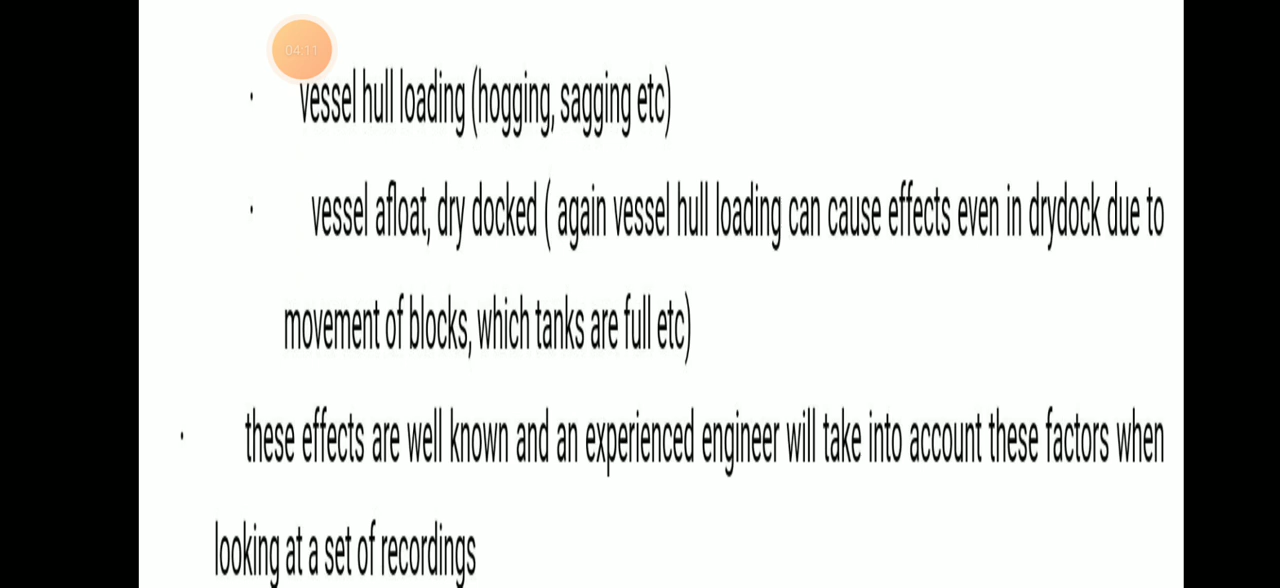 04:11
· vessel hull loading (hogging, sagging etc)
· vessel afloat, dry docked ( again vessel hull loading can cause effects even in drydock due to
movement of blocks, which tanks are full etc)
· these effects are well known and an experienced engineer will take into account these factors when
looking at a set of recordings